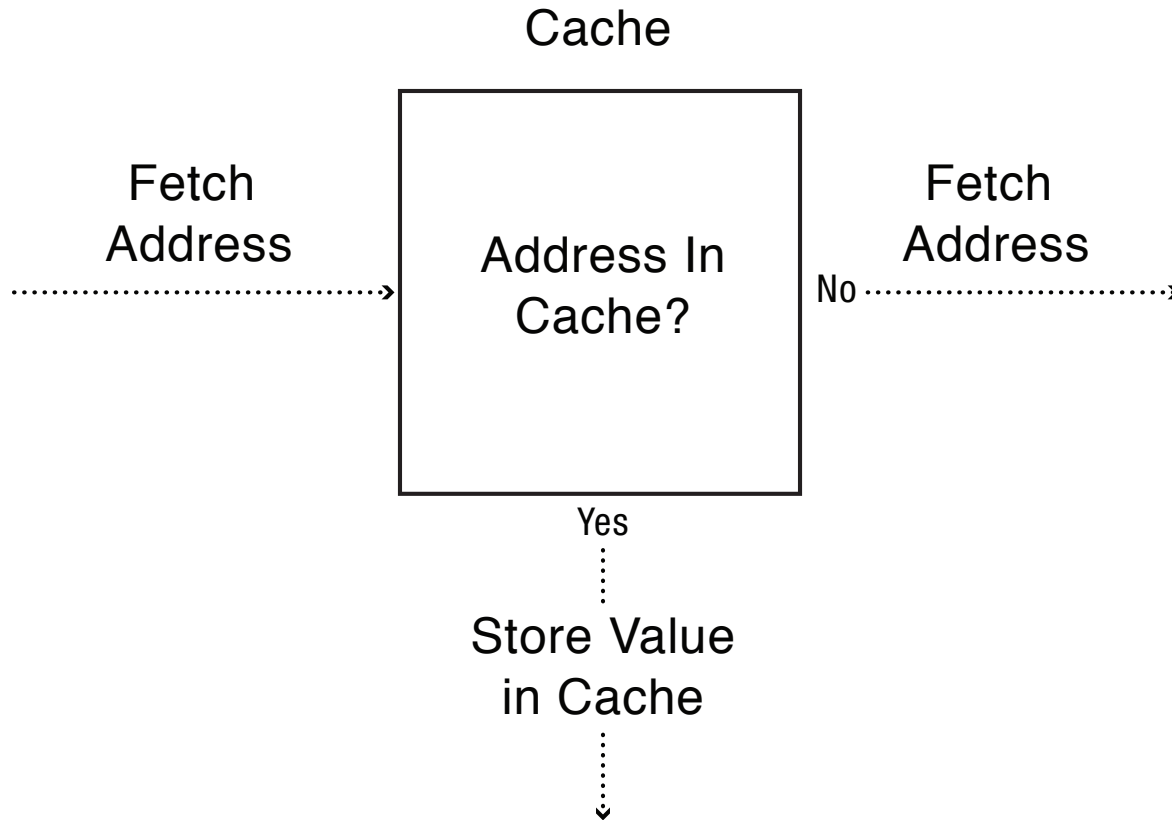 Cache
Fetch
Address
Address In
Cache?
No
Fetch
Address
Yes
Store Value
in Cache